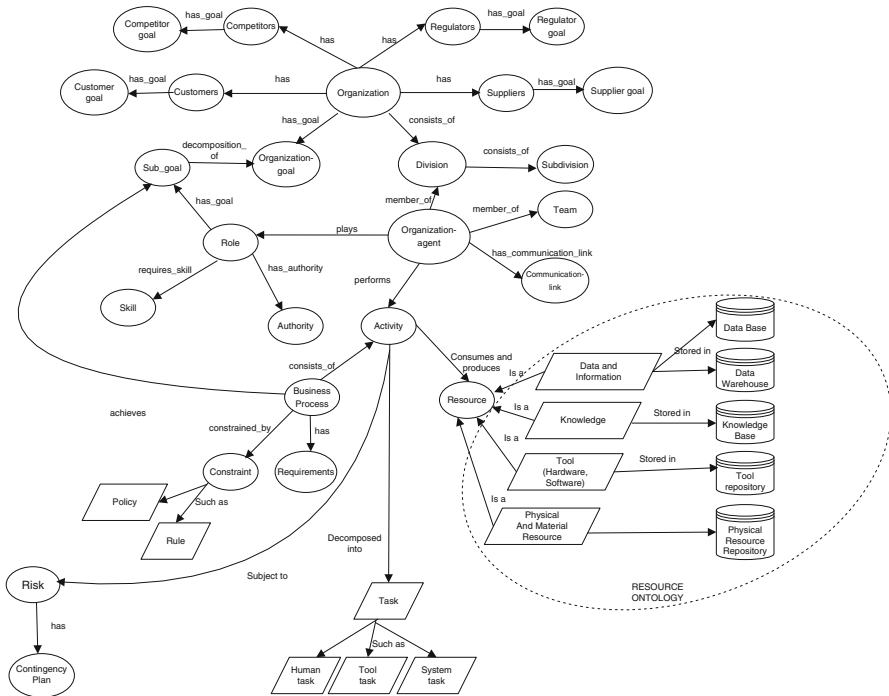 Competitor
goal
has_goal
Competitors
has
has
Regulators
has_goal
Regulator
goal
Customer
goal
has_goal
Customers
has
Organization
has
Suppliers
has_goal
Supplier goal
has_goal
consists_of
Sub_goal
decomposition_
of
Organization-
goal
Division
consists_of
Subdivision
has_goal
member_of
member_of
Team
Role
plays
Organization-
agent
has_communication_link
Communication-
link
requires_skill
has_authority
performs
Skill
Authority
Activity
consists_of
Consumes and
produces
Is a
Data and
Information
Stored in
Data Base
Data
Warehouse
achieves
Business
Process
Resource
Is a
Knowledge
Stored in
Knowledge
Base
constrained_by
has
Is a
Constraint
Requirements
Tool
(Hardware,
Software)
Stored in
Tool
repository
Policy
Such as
Rule
Is a
Physical
And Material
Resource
Physical
Resource
Repository
Decomposed
into
Risk
Subject to
RESOURCE
ONTOLOGY
has
Task
Such as
Contingency
Plan
Human
task
Tool
task
System
task